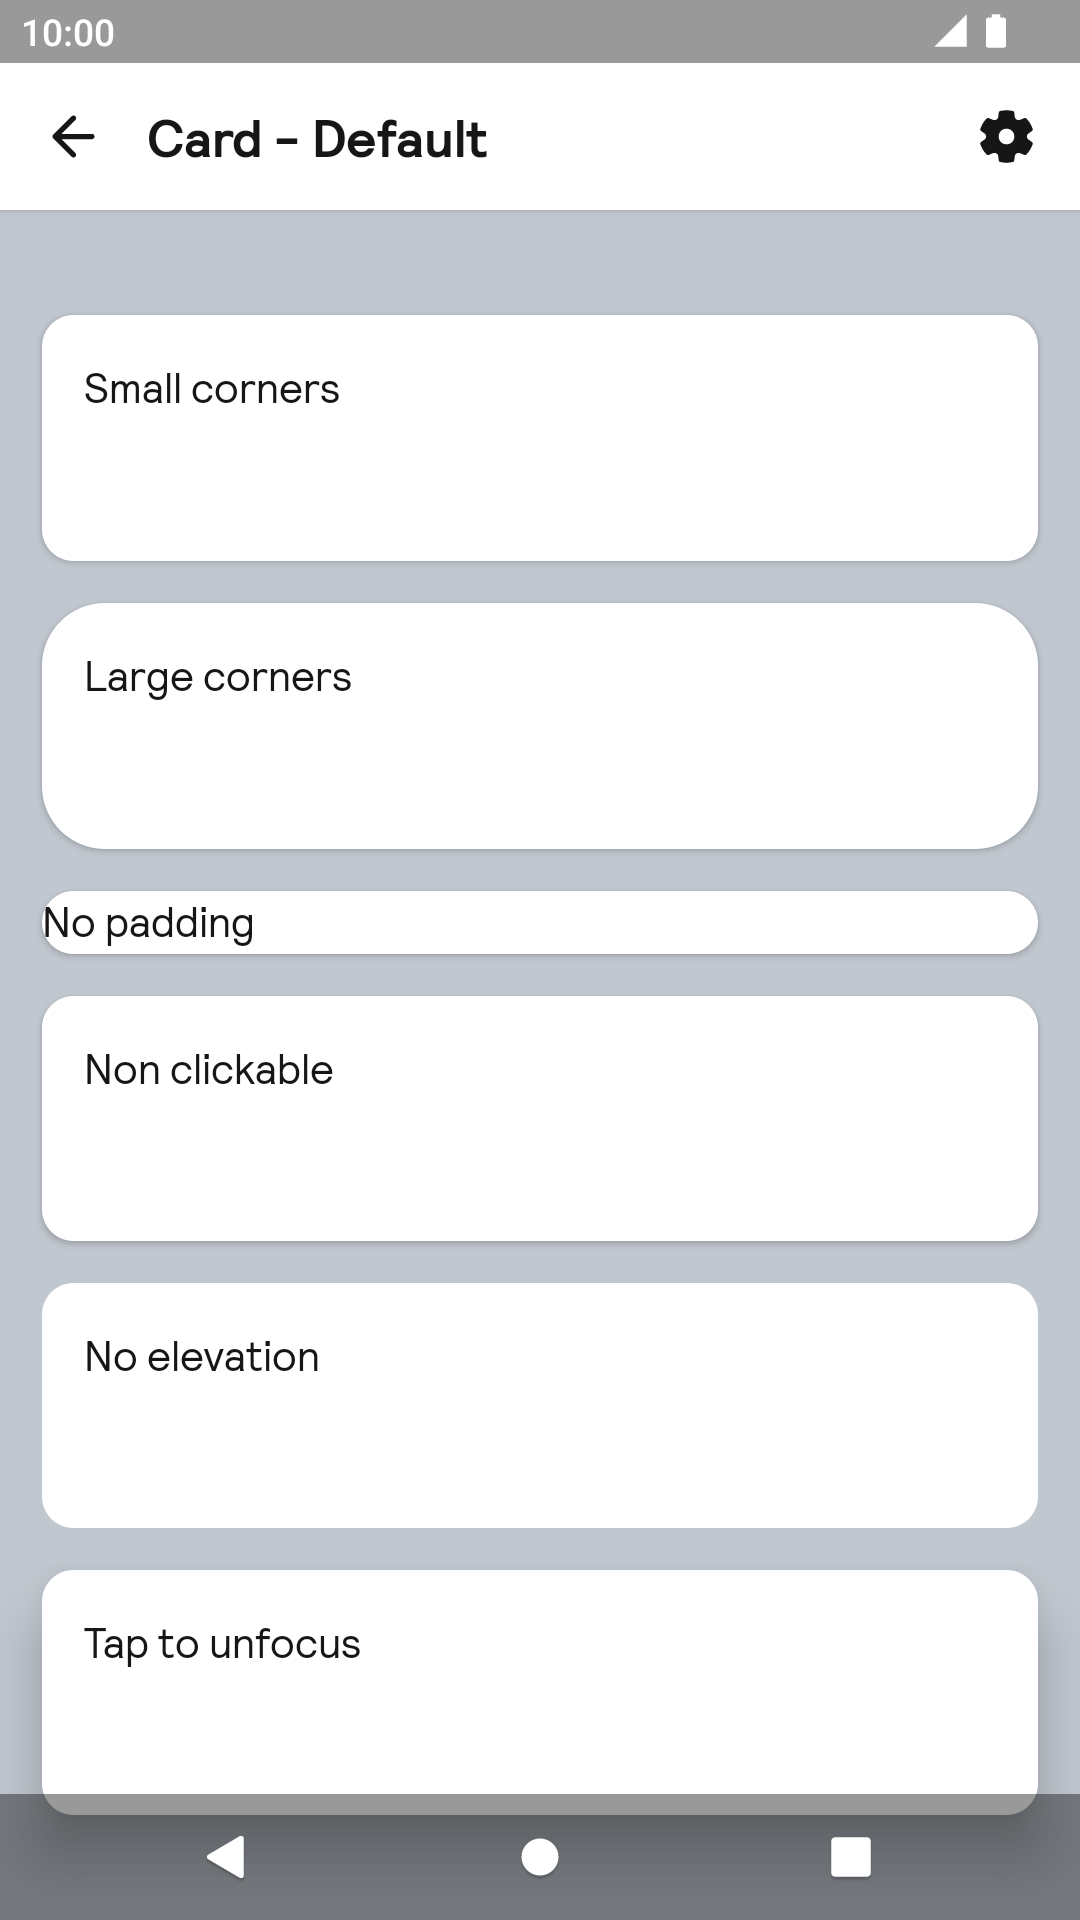 10:00
Card - Default
Small corners
Large corners
No padding
Non clickable
No elevation
Tap to unfocus